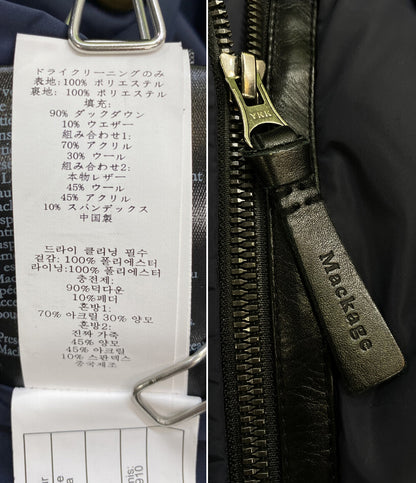 ドライクリーニングのみ
表地:100% ポリエステル
裏地:100% ポリエステル
填充:
90% ダックダウン
10% ウエザー
組み合わせ1:
70% アクリル
30% ウール
組み合わせ2:
本物レザー
45% ウール
45% アクリル
10% スパンデックス
中国製
드라이 클리닝 필수
겉감: 100% 폴리에스터
라이닝:100% 폴리에스터
충전제:
90%덕다운
10%페더
혼방1:
70% 아크릴 30% 양모
혼방2:
진짜 가죽
45% 양모
45%아크릴
10% 스판덱스
중국제조
YKK
Mackage